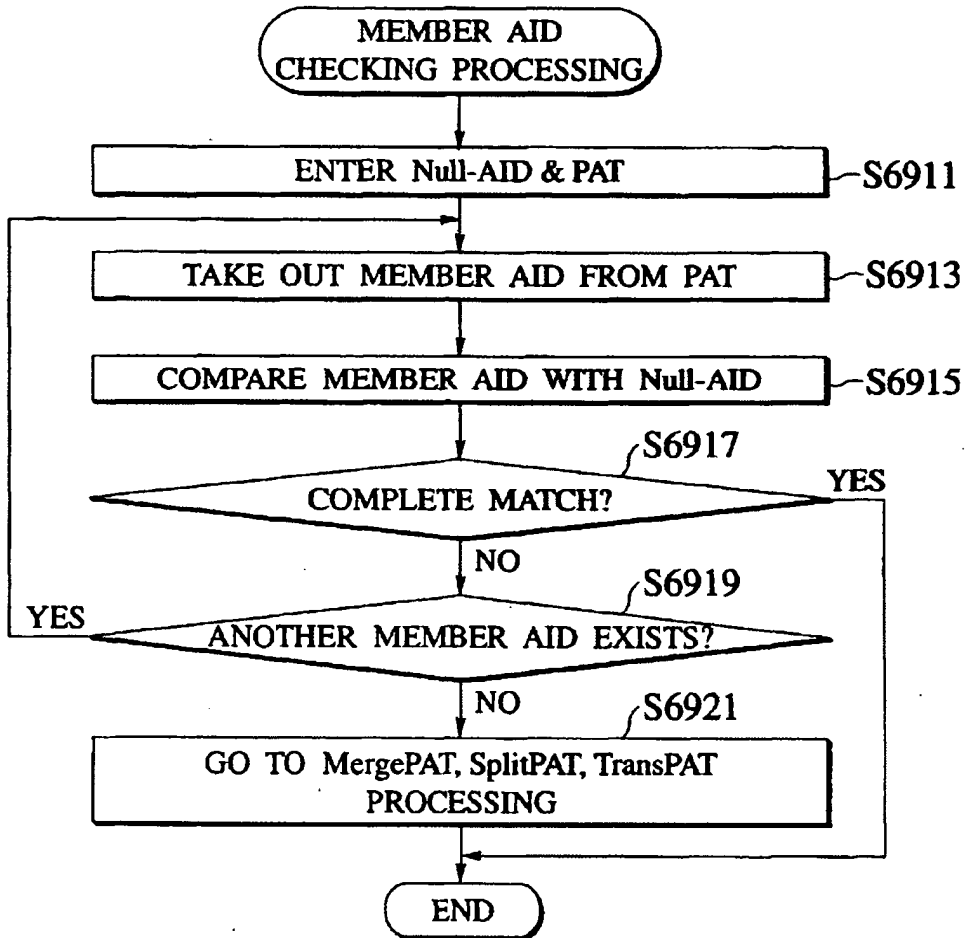 MEMBER AID
CHECKING PROCESSING
ENTER Null-AID & PAT
S6911
TAKE OUT MEMBER AID FROM PAT
S6913
COMPARE MEMBER AID WITH Null-AID
S6915
S6917
COMPLETE MATCH?
YES
NO
S6919
YES
ANOTHER MEMBER AID EXISTS?
NO
S6921
GO TO MergePAT, SplitPAT, TransPAT
PROCESSING
END